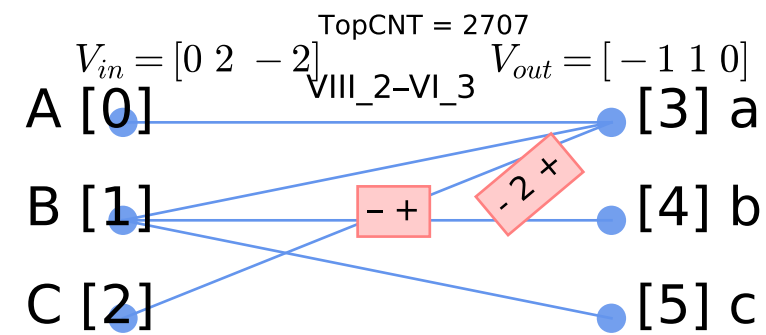 TopCNT = 2707
V_in = [0 2 − 2] V_out = [− 1 1 0]
VIII_2–VI_3
A [0] [3] a
- 2 +
B [1] – + [4] b
C [2] [5] c